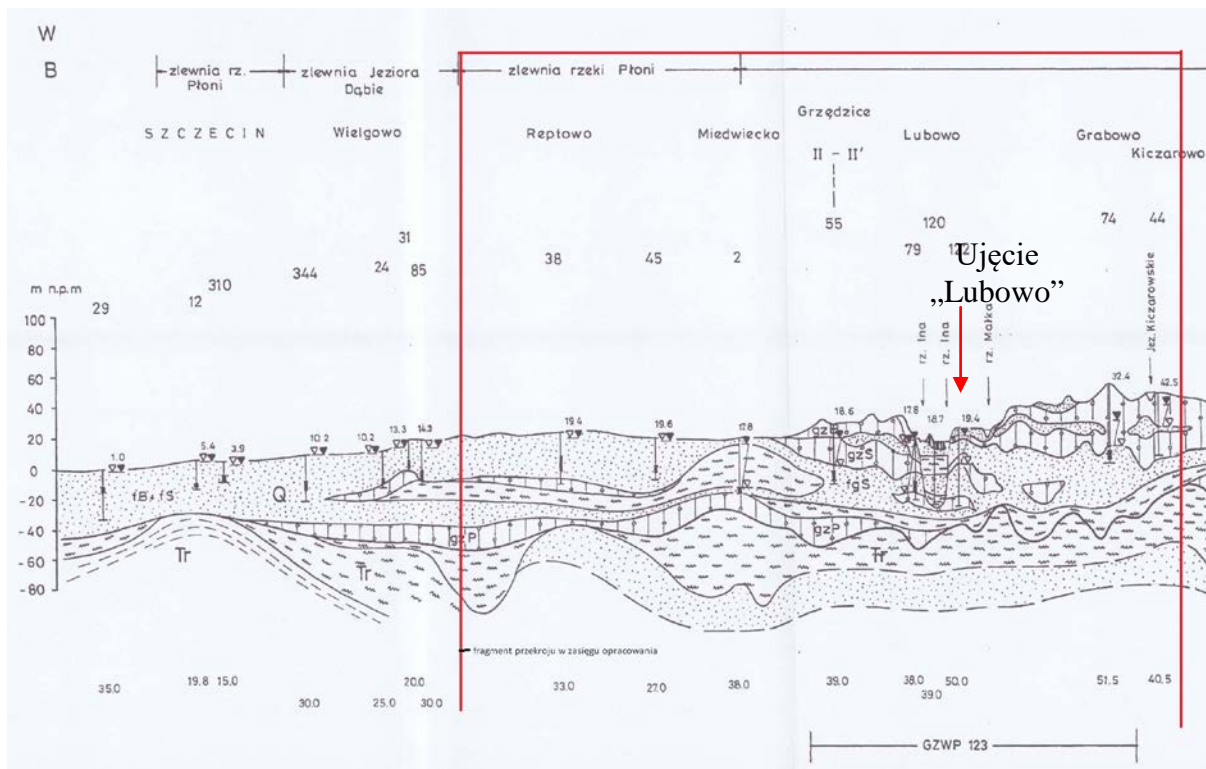 W
B
zlewnia rz. Płoni
zlewnia Jeziora Dąbie
zlewnia rzeki Płoni
SZCZECIN
Wielgowo
Reptowo
Miedwiecko
Grzędzice
Lubowo
Grabowo
Kiczarowo
II – II'
55
120
74
44
31
79
122
344
24
85
38
45
2
Ujęcie
„Lubowo”
29
12
310
m n.p.m
rz. Ina
rz. Ina
rz. Małka
Jez. Kiczarowskie
100
80
60
40
20
0
-20
-40
-60
-80
1.0
5.4
3.9
10.2
10.2
13.3
14.3
19.4
19.6
17.8
18.6
17.8
18.7
19.4
32.4
42.5
gzS
fgS
fB, fS
Q
gzP
gzP
Tr
Tr
Tr
fragment przekroju w zasięgu opracowania
35.0
19.8
15.0
30.0
25.0
20.0
30.0
33.0
27.0
38.0
39.0
38.0
39.0
50.0
51.5
40.5
GZWP 123